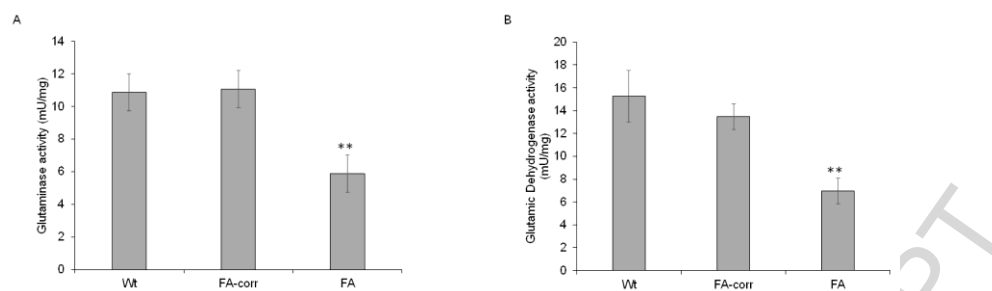 A
Glutaminase activity (mU/mg)
14
12
10
8
6
4
2
0
**
Wt
FA-corr
FA
B
Glutamic Dehydrogenase activity
(mU/mg)
20
18
16
14
12
10
8
6
4
2
0
**
Wt
FA-corr
FA
PT